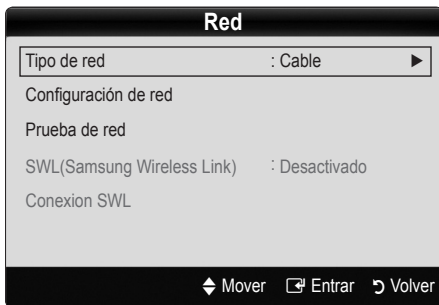 Red
Tipo de red : Cable ▶
Configuración de red
Prueba de red
SWL(Samsung Wireless Link) : Desactivado
Conexion SWL
Mover Entrar Volver